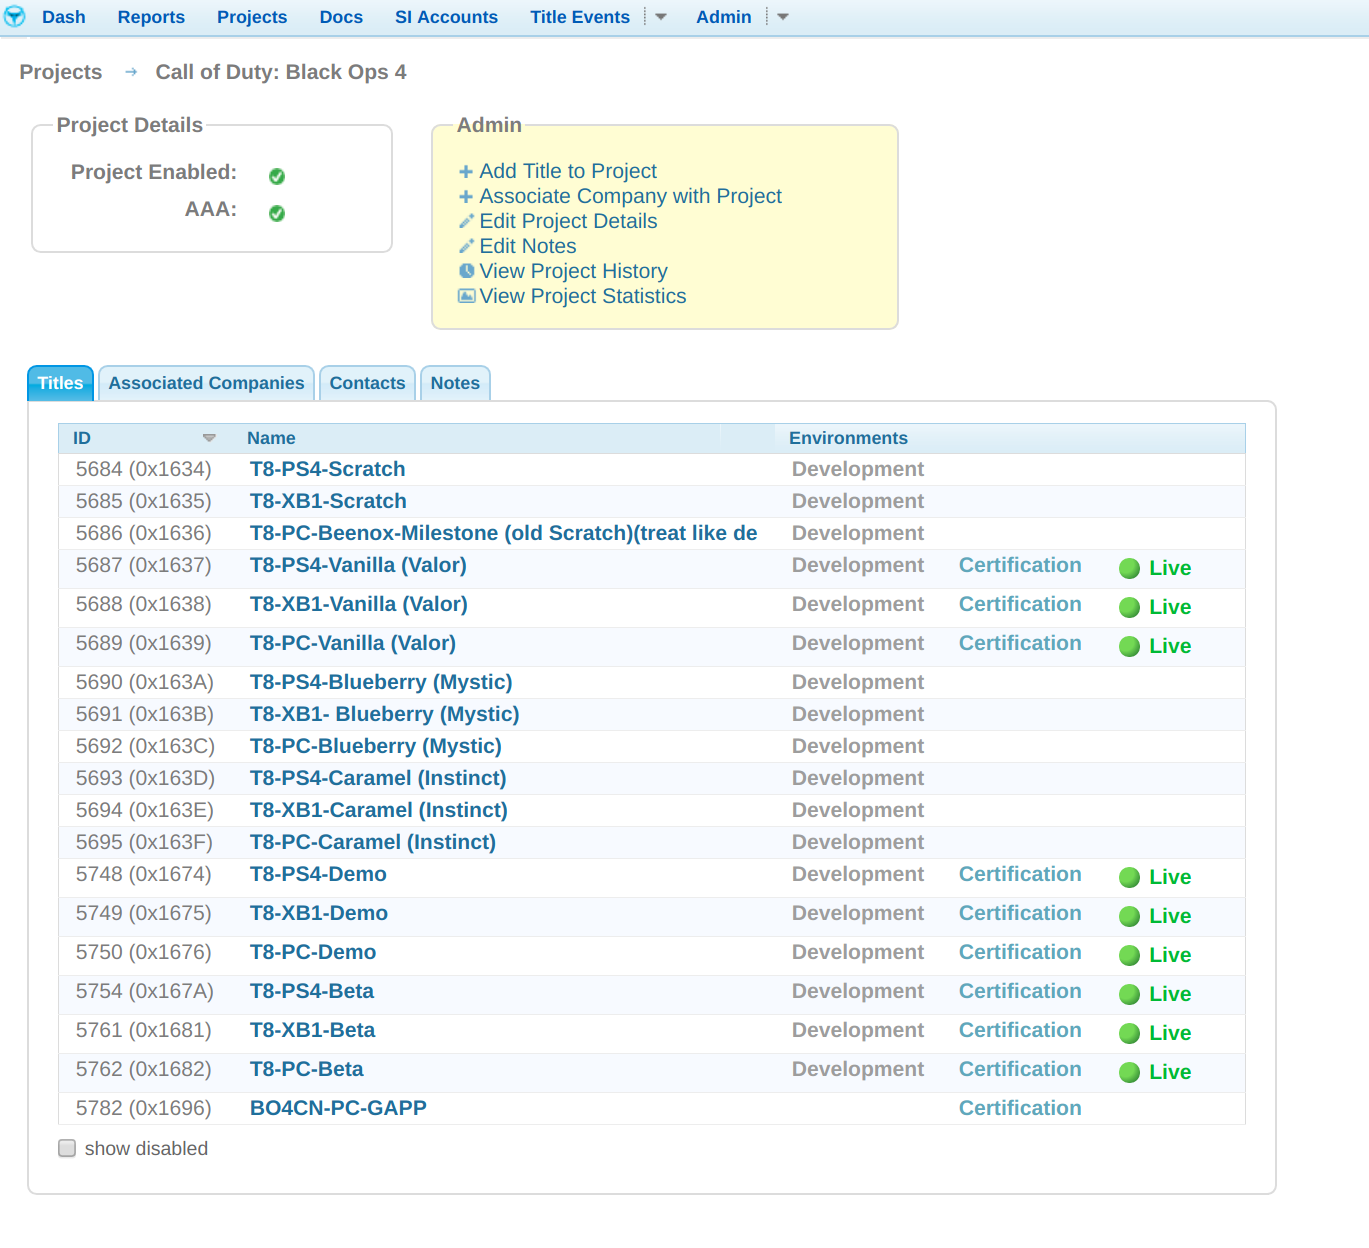 Dash Reports Projects Docs SI Accounts Title Events Admin
Projects → Call of Duty: Black Ops 4
Project Details
Project Enabled:
AAA:
Admin
Add Title to Project
Associate Company with Project
Edit Project Details
Edit Notes
View Project History
View Project Statistics
Titles Associated Companies Contacts Notes
ID Name Environments
5684 (0x1634) T8-PS4-Scratch Development
5685 (0x1635) T8-XB1-Scratch Development
5686 (0x1636) T8-PC-Beenox-Milestone (old Scratch)(treat like de Development
5687 (0x1637) T8-PS4-Vanilla (Valor) Development Certification Live
5688 (0x1638) T8-XB1-Vanilla (Valor) Development Certification Live
5689 (0x1639) T8-PC-Vanilla (Valor) Development Certification Live
5690 (0x163A) T8-PS4-Blueberry (Mystic) Development
5691 (0x163B) T8-XB1- Blueberry (Mystic) Development
5692 (0x163C) T8-PC-Blueberry (Mystic) Development
5693 (0x163D) T8-PS4-Caramel (Instinct) Development
5694 (0x163E) T8-XB1-Caramel (Instinct) Development
5695 (0x163F) T8-PC-Caramel (Instinct) Development
5748 (0x1674) T8-PS4-Demo Development Certification Live
5749 (0x1675) T8-XB1-Demo Development Certification Live
5750 (0x1676) T8-PC-Demo Development Certification Live
5754 (0x167A) T8-PS4-Beta Development Certification Live
5761 (0x1681) T8-XB1-Beta Development Certification Live
5762 (0x1682) T8-PC-Beta Development Certification Live
5782 (0x1696) BO4CN-PC-GAPP Certification
show disabled